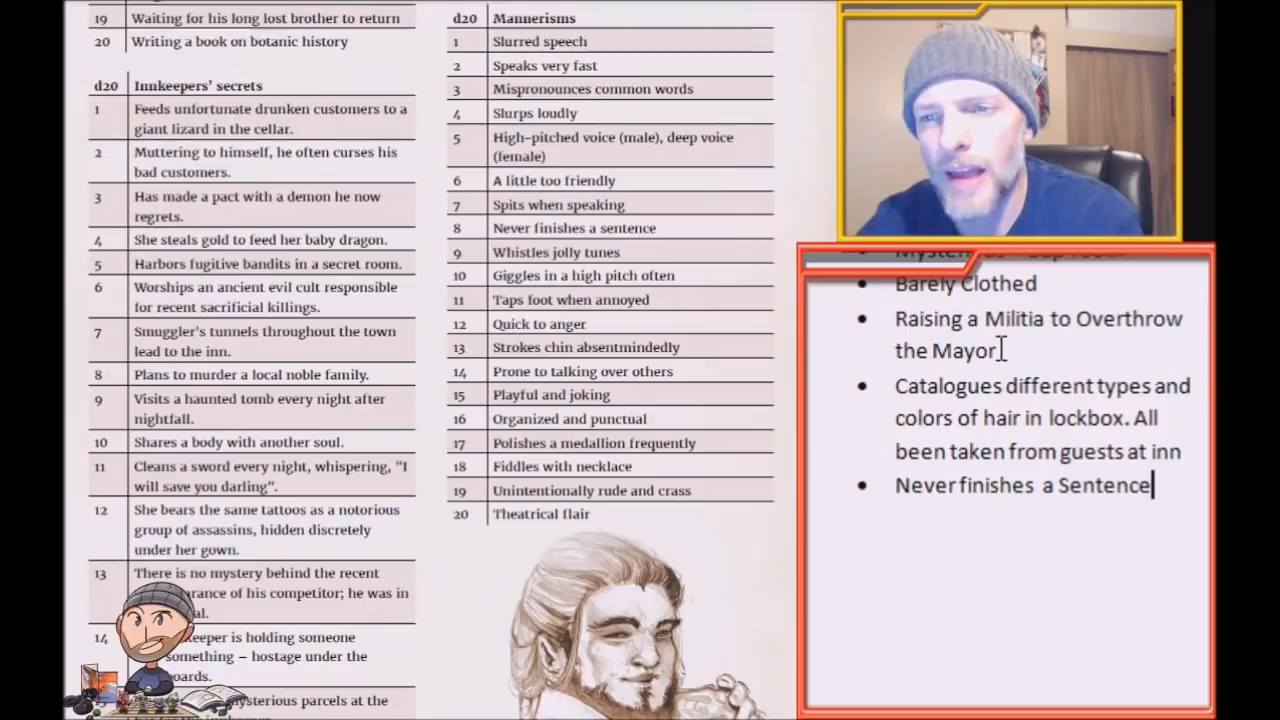 19 Waiting for his long lost brother to return
20 Writing a book on botanic history
d20 Innkeepers' secrets
1 Feeds unfortunate drunken customers to a
giant lizard in the cellar.
2 Muttering to himself, he often curses his
bad customers.
3 Has made a pact with a demon he now
regrets.
4 She steals gold to feed her baby dragon.
5 Harbors fugitive bandits in a secret room.
6 Worships an ancient evil cult responsible
for recent sacrificial killings.
7 Smuggler's tunnels throughout the town
lead to the inn.
8 Plans to murder a local noble family.
9 Visits a haunted tomb every night after
nightfall.
10 Shares a body with another soul.
11 Cleans a sword every night, whispering, "I
will save you darling".
12 She bears the same tattoos as a notorious
group of assassins, hidden discretely
under her gown.
13 There is no mystery behind the recent
his competitor; he was in
14 keeper is holding someone
something – hostage under the
parcels at the
d20 Mannerisms
1 Slurred speech
2 Speaks very fast
3 Mispronounces common words
4 Slurps loudly
5 High-pitched voice (male), deep voice
(female)
6 A little too friendly
7 Spits when speaking
8 Never finishes a sentence
9 Whistles jolly tunes
10 Giggles in a high pitch often
11 Taps foot when annoyed
12 Quick to anger
13 Strokes chin absentmindedly
14 Prone to talking over others
15 Playful and joking
16 Organized and punctual
17 Polishes a medallion frequently
18 Fiddles with necklace
19 Unintentionally rude and crass
20 Theatrical flair
• Barely Clothed
• Raising a Militia to Overthrow
the Mayor
• Catalogues different types and
colors of hair in lockbox. All
been taken from guests at inn
• Never finishes a Sentence